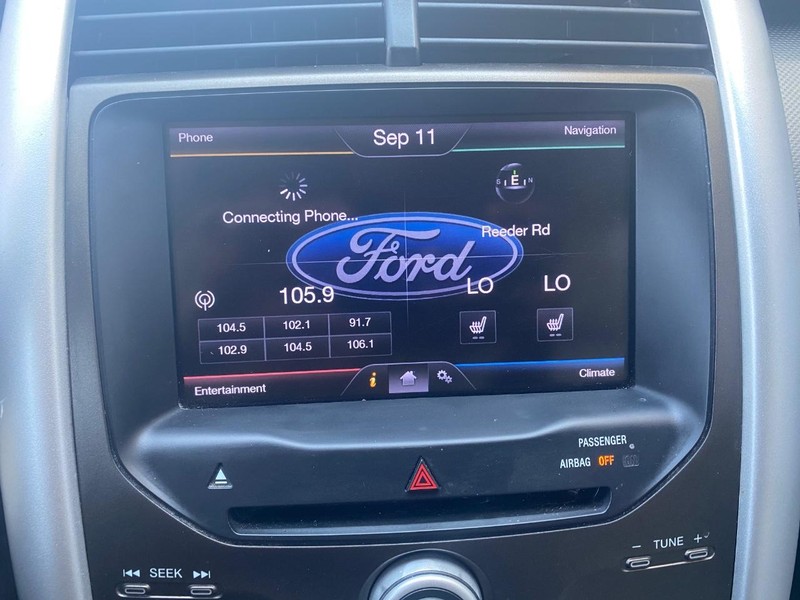 Phone
Sep 11
Navigation
S E N
Connecting Phone...
Reeder Rd
Ford
105.9
LO LO
104.5 102.1 91.7
102.9 104.5 106.1
i
Entertainment
Climate
PASSENGER
AIRBAG OFF
SEEK
- TUNE +